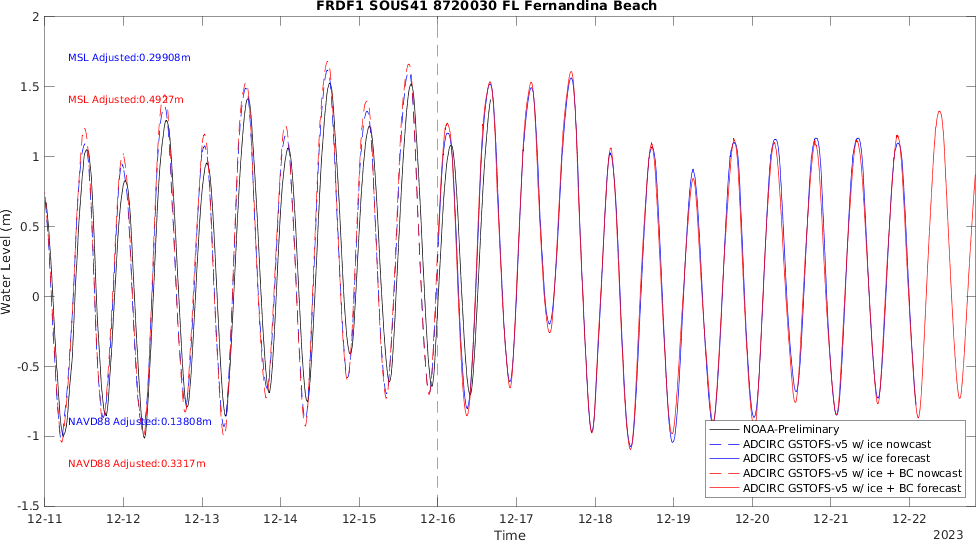 FRDF1 SOUS41 8720030 FL Fernandina Beach
2
1.5
1
0.5
0
-0.5
-1
-1.5
Water Level (m)
MSL Adjusted:0.29908m
MSL Adjusted:0.4927m
NAVD88 Adjusted:0.13808m
NAVD88 Adjusted:0.3317m
NOAA-Preliminary
ADCIRC GSTOFS-v5 w/ ice nowcast
ADCIRC GSTOFS-v5 w/ ice forecast
ADCIRC GSTOFS-v5 w/ ice + BC nowcast
ADCIRC GSTOFS-v5 w/ ice + BC forecast
12-11 12-12 12-13 12-14 12-15 12-16 12-17 12-18 12-19 12-20 12-21 12-22
Time
2023